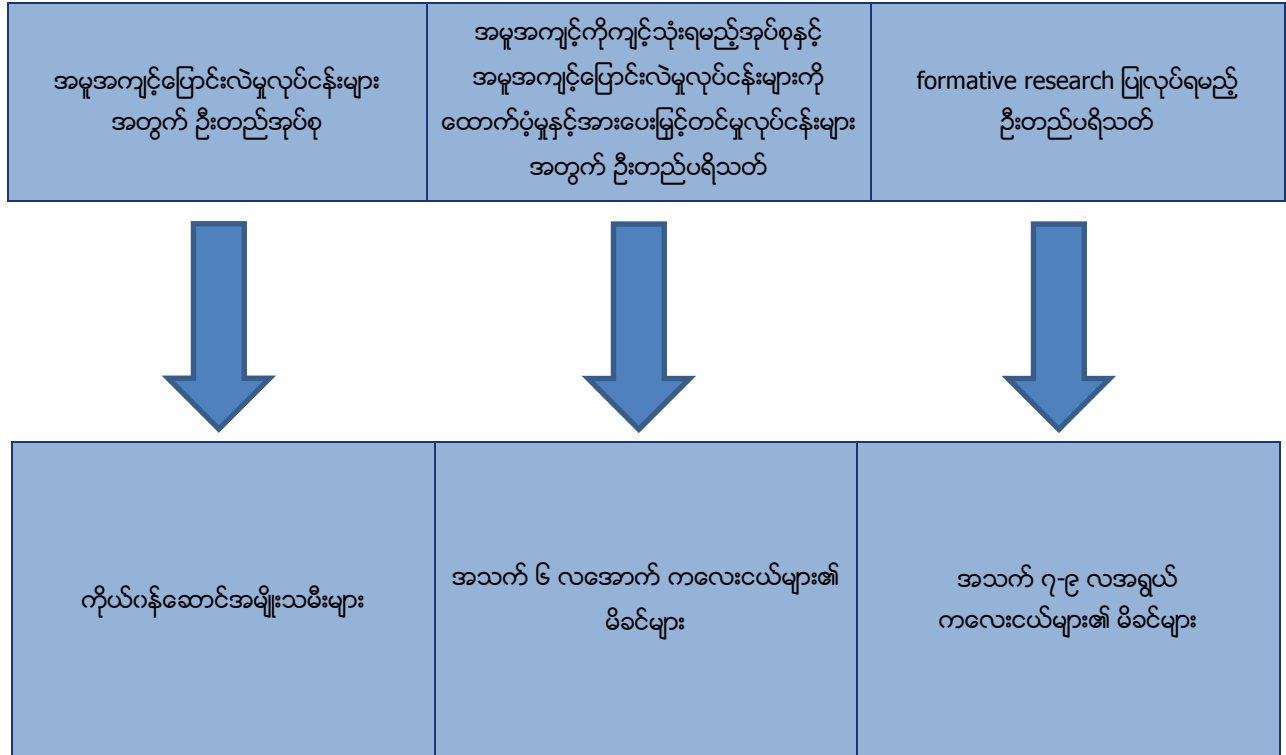 အမူအကျင့်ပြောင်းလဲမှုလုပ်ငန်းများ
အတွက် ဦးတည်အုပ်စု
အမူအကျင့်ကိုကျင့်သုံးရမည့်အုပ်စုနှင့်
အမူအကျင့်ပြောင်းလဲမှုလုပ်ငန်းများကို
ထောက်ပံ့မှုနှင့်အားပေးမြှင့်တင်မှုလုပ်ငန်းများ
အတွက် ဦးတည်ပရိသတ်
formative research ပြုလုပ်ရမည့်
ဦးတည်ပရိသတ်
ကိုယ်ဂန်ဆောင်အမျိုးသမီးများ
အသက် ၆ လအောက် ကလေးငယ်များ၏
မိခင်များ
အသက် ၇-၉ လအရွယ်
ကလေးငယ်များ၏ မိခင်များ